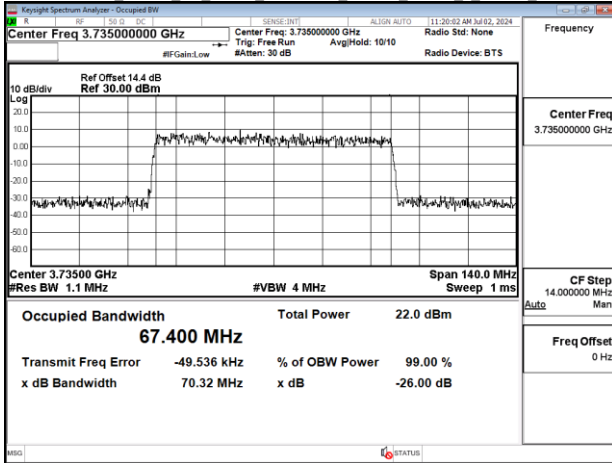 Keysight Spectrum Analyzer - Occupied BW
R RF 50 Ω DC SENSE:INT ALIGN AUTO 11:20:02 AM Jul 02, 2024
Center Freq 3.735000000 GHz Center Freq: 3.735000000 GHz Radio Std: None Frequency
Trig: Free Run Avg|Hold: 10/10
#IFGain:Low #Atten: 30 dB Radio Device: BTS
Ref Offset 14.4 dB
10 dB/div Ref 30.00 dBm
Log
20.0
10.0
0.00
-10.0
-20.0
-30.0
-40.0
-50.0
-60.0
Center Freq
3.735000000 GHz
Center 3.73500 GHz Span 140.0 MHz
#Res BW 1.1 MHz #VBW 4 MHz Sweep 1 ms
CF Step
14.000000 MHz
Auto Man
Occupied Bandwidth Total Power 22.0 dBm
67.400 MHz
Freq Offset
0 Hz
Transmit Freq Error -49.536 kHz % of OBW Power 99.00 %
x dB Bandwidth 70.32 MHz x dB -26.00 dB
MSG STATUS